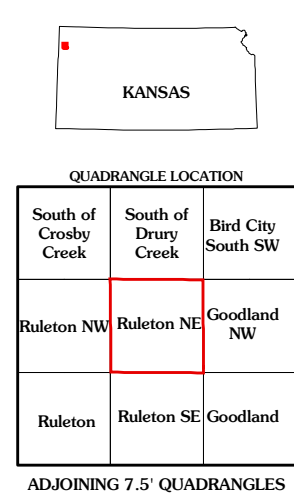 KANSAS
QUADRANGLE LOCATION
South of
Crosby
Creek
South of
Drury
Creek
Bird City
South SW
Ruleton NW
Ruleton NE
Goodland
NW
Ruleton
Ruleton SE
Goodland
ADJOINING 7.5' QUADRANGLES